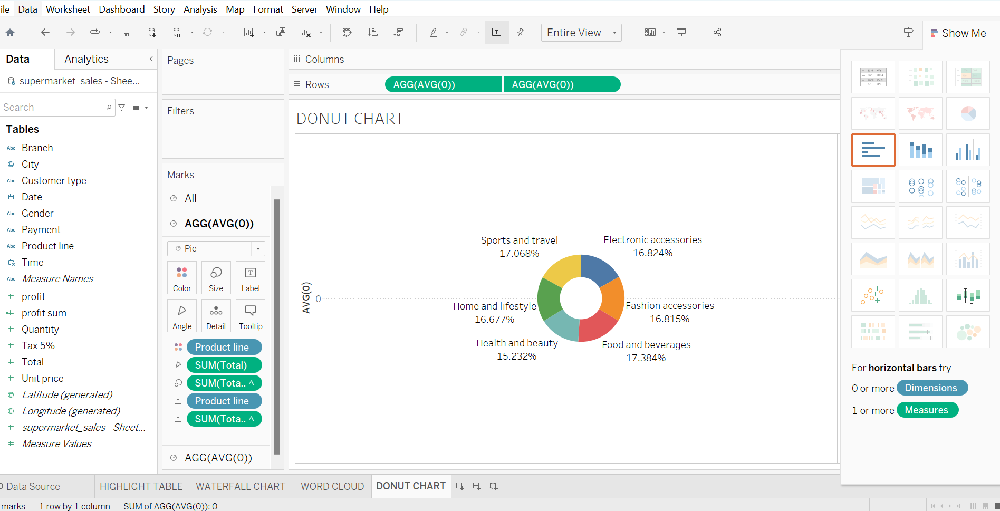 ile Data Worksheet Dashboard Story Analysis Map Format Server Window Help
Entire View
Show Me
Data Analytics
supermarket_sales - Shee...
Search
Tables
Abc Branch
City
Abc Customer type
Date
Abc Gender
Abc Payment
Abc Product line
Time
Abc Measure Names
profit
profit sum
Quantity
Tax 5%
Total
Unit price
Latitude (generated)
Longitude (generated)
supermarket_sales - Sheet...
Measure Values
Pages
Filters
Marks
All
AGG(AVG(0))
Pie
Color Size Label
Angle Detail Tooltip
Product line
SUM(Total)
SUM(Tota.. Δ
Product line
SUM(Tota.. Δ
AGG(AVG(0))
Columns
Rows AGG(AVG(0)) AGG(AVG(0))
DONUT CHART
AVG(0)
0
Sports and travel
17.068%
Electronic accessories
16.824%
Home and lifestyle
16.677%
Fashion accessories
16.815%
Health and beauty
15.232%
Food and beverages
17.384%
For horizontal bars try
0 or more Dimensions
1 or more Measures
Data Source HIGHLIGHT TABLE WATERFALL CHART WORD CLOUD DONUT CHART
marks 1 row by 1 column SUM of AGG(AVG(0)): 0